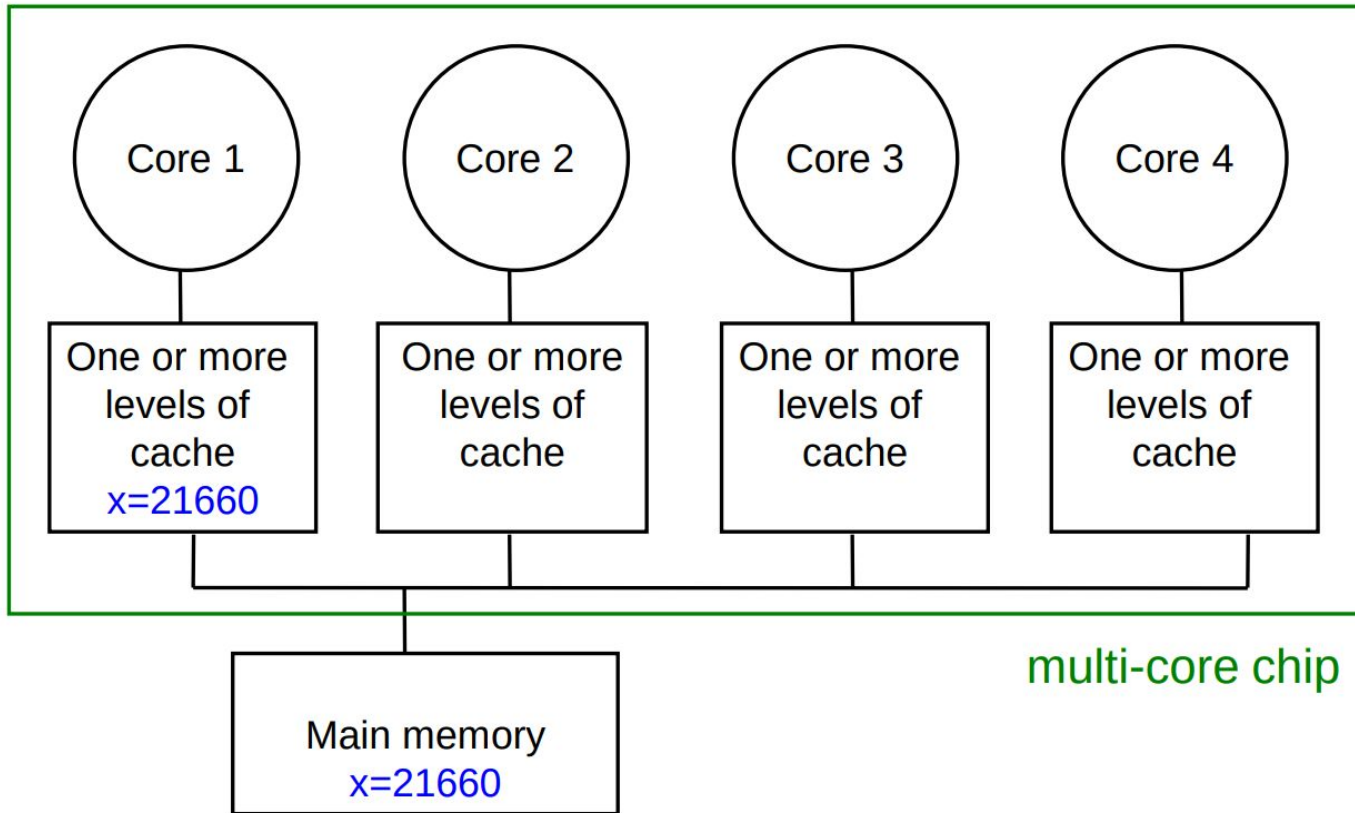 Core 1
Core 2
Core 3
Core 4
One or more
levels of
cache
x=21660
One or more
levels of
cache
One or more
levels of
cache
One or more
levels of
cache
multi-core chip
Main memory
x=21660